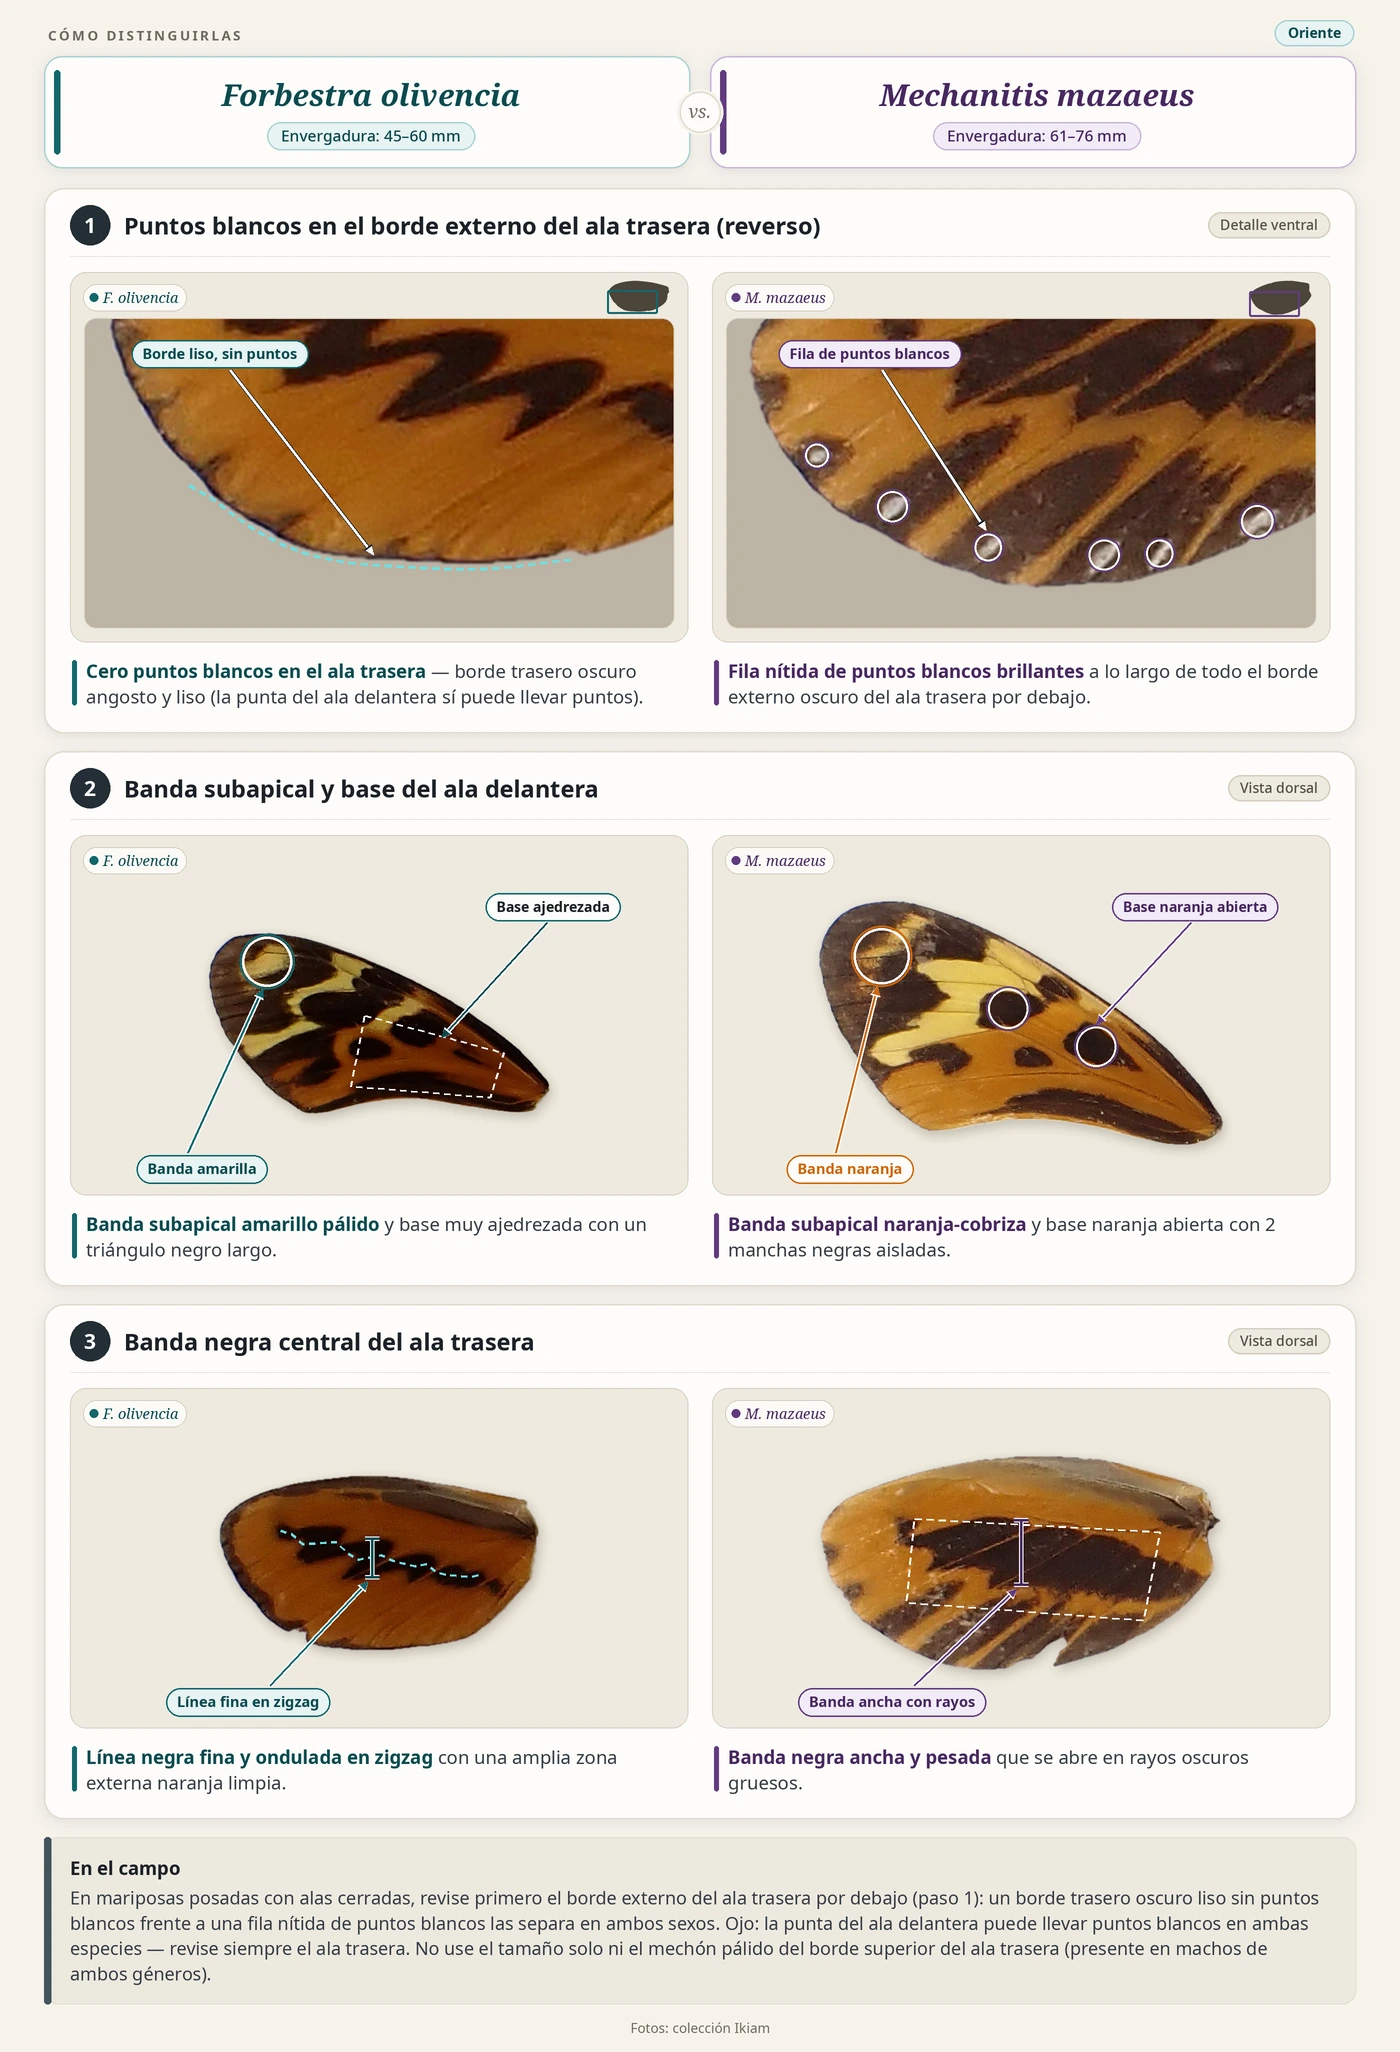 CÓMO DISTINGUIRLAS
Oriente
Forbestra olivencia
Envergadura: 45–60 mm
vs.
Mechanitis mazaeus
Envergadura: 61–76 mm
1 Puntos blancos en el borde externo del ala trasera (reverso)
Detalle ventral
F. olivencia
Borde liso, sin puntos
M. mazaeus
Fila de puntos blancos
Cero puntos blancos en el ala trasera — borde trasero oscuro
angosto y liso (la punta del ala delantera sí puede llevar puntos).
Fila nítida de puntos blancos brillantes a lo largo de todo el borde
externo oscuro del ala trasera por debajo.
2 Banda subapical y base del ala delantera
Vista dorsal
F. olivencia
Base ajedrezada
Banda amarilla
M. mazaeus
Base naranja abierta
Banda naranja
Banda subapical amarillo pálido y base muy ajedrezada con un
triángulo negro largo.
Banda subapical naranja-cobriza y base naranja abierta con 2
manchas negras aisladas.
3 Banda negra central del ala trasera
Vista dorsal
F. olivencia
Línea fina en zigzag
M. mazaeus
Banda ancha con rayos
Línea negra fina y ondulada en zigzag con una amplia zona
externa naranja limpia.
Banda negra ancha y pesada que se abre en rayos oscuros
gruesos.
En el campo
En mariposas posadas con alas cerradas, revise primero el borde externo del ala trasera por debajo (paso 1): un borde trasero oscuro liso sin puntos
blancos frente a una fila nítida de puntos blancos las separa en ambos sexos. Ojo: la punta del ala delantera puede llevar puntos blancos en ambas
especies — revise siempre el ala trasera. No use el tamaño solo ni el mechón pálido del borde superior del ala trasera (presente en machos de
ambos géneros).
Fotos: colección Ikiam